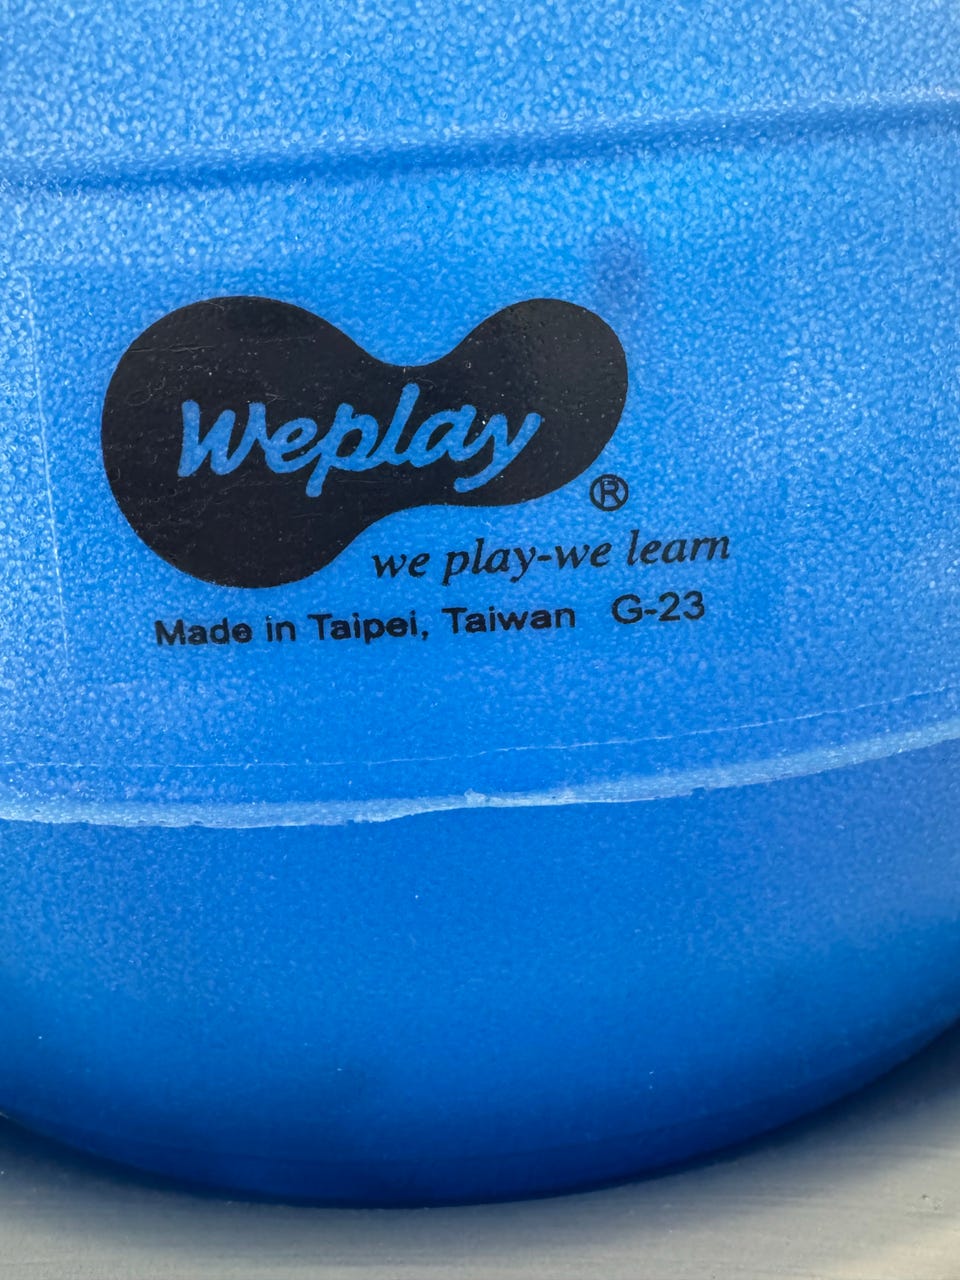 Weplay®
we play-we learn
Made in Taipei, Taiwan G-23